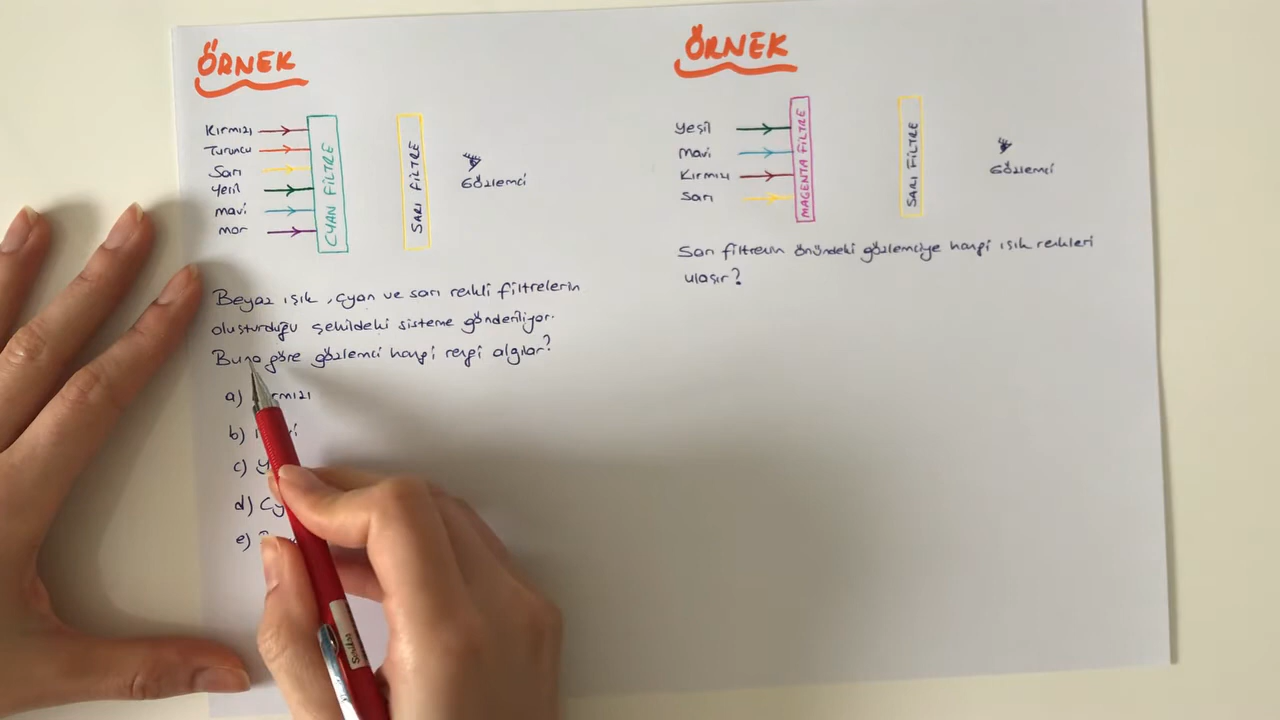 ÖRNEK
Kırmızı
Turuncu
Sarı
Yeşil
mavi
mor
CYAN FİLTRE
SARI FİLTRE
Gözlemci
Beyaz ışık, cyan ve sarı renkli filtrelerin
oluşturduğu şekildeki sisteme gönderiliyor.
Buna göre gözlemci hangi rengi algılar?
a)
b)
c)
d)
e)
ÖRNEK
Yeşil
mavi
Kırmızı
Sarı
MAGENTA FİLTRE
SARI FİLTRE
Gözlemci
Sarı filtrenin önündeki gözlemciye hangi ışık renkleri
ulaşır?